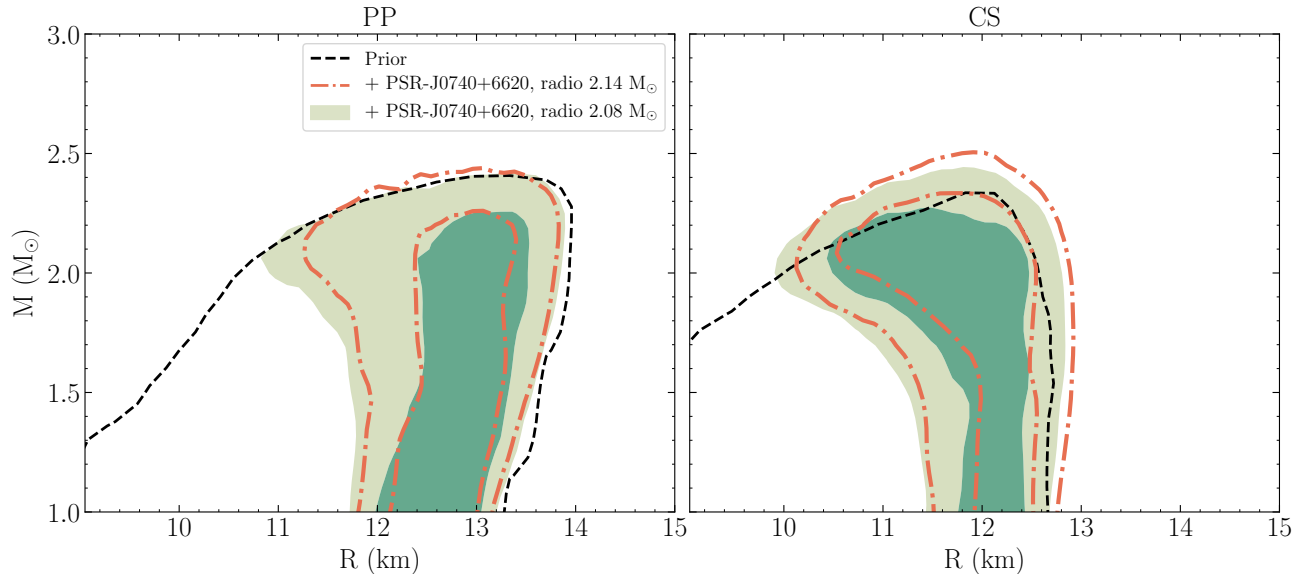 PP
CS
3.0
2.5
2.0
1.5
1.0
M (M⊙)
Prior
+ PSR-J0740+6620, radio 2.14 M⊙
+ PSR-J0740+6620, radio 2.08 M⊙
10 11 12 13 14 15
10 11 12 13 14 15
R (km)
R (km)